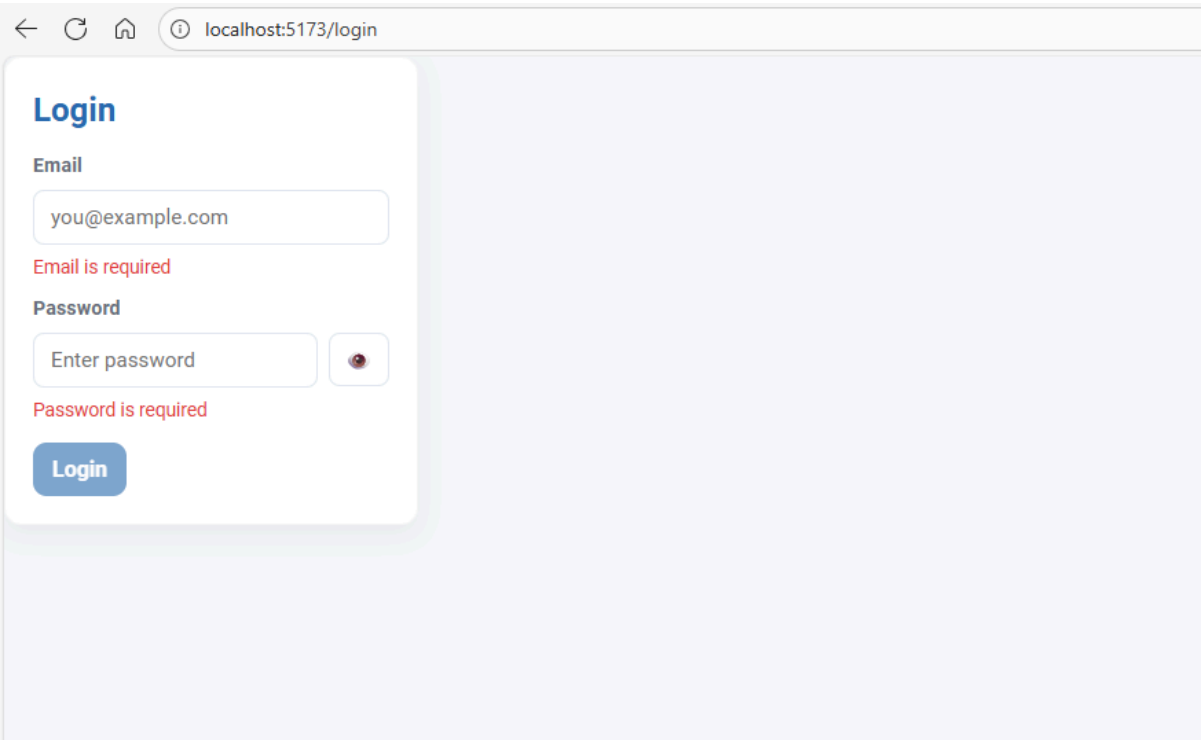 localhost:5173/login
Login
Email
you@example.com
Email is required
Password
Enter password
Password is required
Login